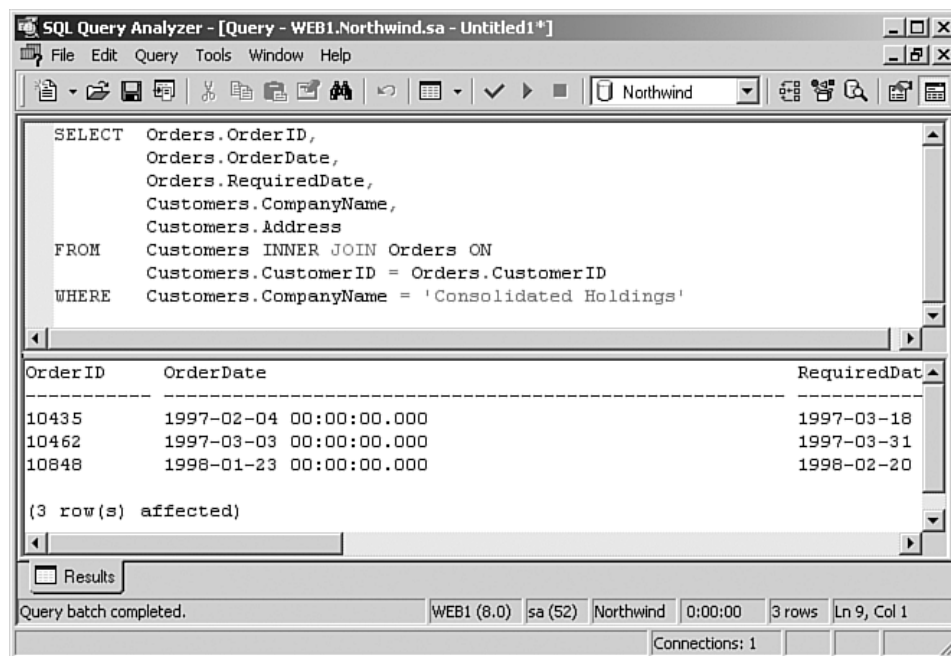 SQL Query Analyzer - [Query - WEB1.Northwind.sa - Untitled1*]
File Edit Query Tools Window Help
Northwind
SELECT Orders.OrderID,
Orders.OrderDate,
Orders.RequiredDate,
Customers.CompanyName,
Customers.Address
FROM Customers INNER JOIN Orders ON
Customers.CustomerID = Orders.CustomerID
WHERE Customers.CompanyName = 'Consolidated Holdings'
OrderID OrderDate RequiredDat
----------- ------------------------------------------------------ -----------
10435 1997-02-04 00:00:00.000 1997-03-18
10462 1997-03-03 00:00:00.000 1997-03-31
10848 1998-01-23 00:00:00.000 1998-02-20
(3 row(s) affected)
Results
Query batch completed. WEB1 (8.0) sa (52) Northwind 0:00:00 3 rows Ln 9, Col 1
Connections: 1